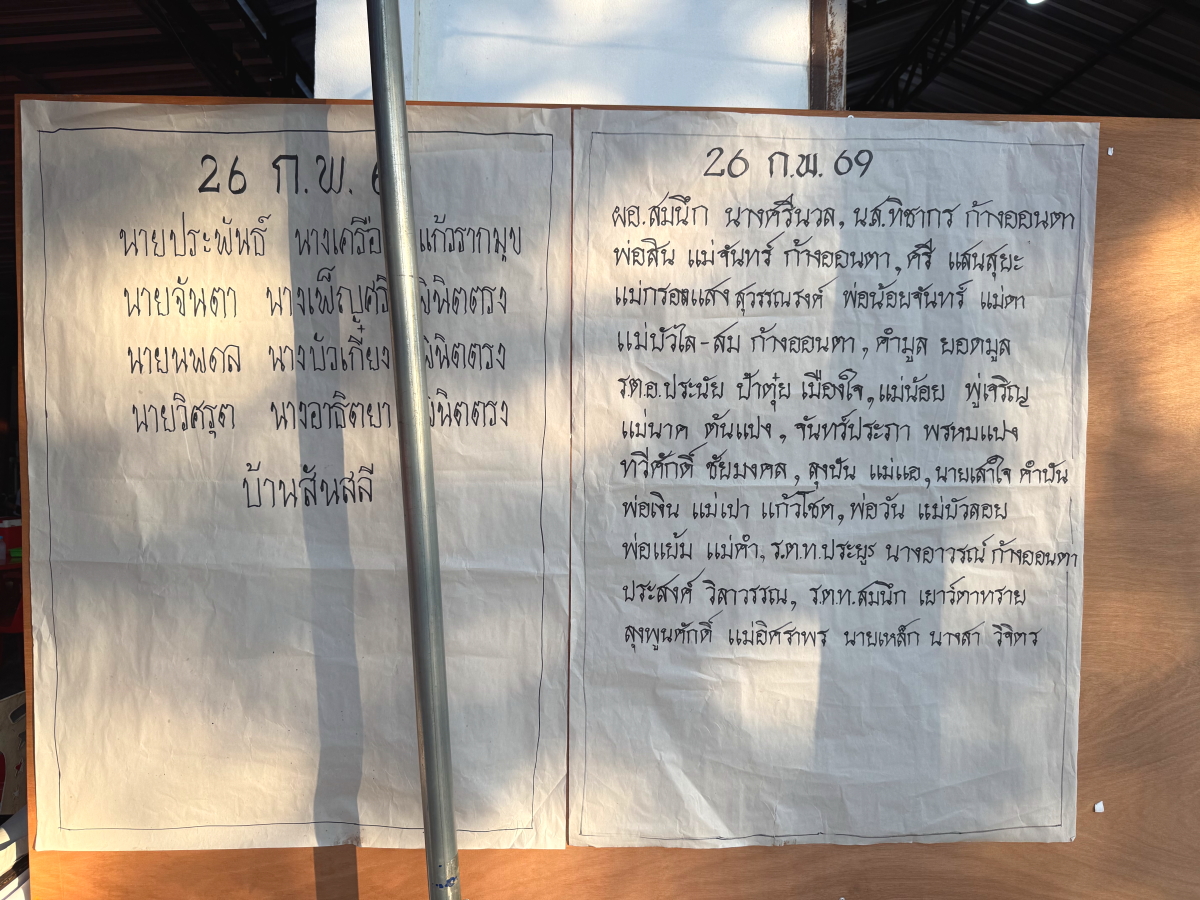 26 ก.พ. 6
นายประพันธ์ นางเครือ แก้วรากมุข
นายจันตา นางเพ็ญศรี วินิตตรง
นายนพดล นางบัวเกี๋ยง วินิตตรง
นายวิศรุต นางอาธิตยา วินิตตรง
บ้านสันสลี
26 ก.พ. 69
ผอ.สมนึก นางศรีนวล, นส.ทิชากร ก้างออนตา
พ่อสิน แม่จันทร์ ก้างออนตา, ศรี แสนสุยะ
แม่กรองแสง สุวรรณรงค์ พ่อน้อยจันทร์ แม่ดา
แม่บัวไล-สม ก้างออนตา, คำมูล ยอดมูล
รตอ.ประนัย ป้าตุ๋ย เมืองใจ, แม่น้อย พู่เจริญ
แม่นาค ต้นแปง, จันทร์ประภา พรหมแปง
ทวีศักดิ์ ชัยมงคล, ลุงปัน แม่แอ, นายเสาใจ คำปัน
พ่อเงิน แม่เปา แก้วโชต, พ่อวัน แม่บัวลอย
พ่อแย้ม แม่คำ, ร.ต.ท.ประยูร นางอาวรณ์ ก้างออนตา
ประสงค์ วิลาวรรณ, ร.ต.ท.สมนึก เยาร์ตาทราย
ลุงพูนศักดิ์ แม่อิศราพร นายเหล็ก นางสา วิจิตร